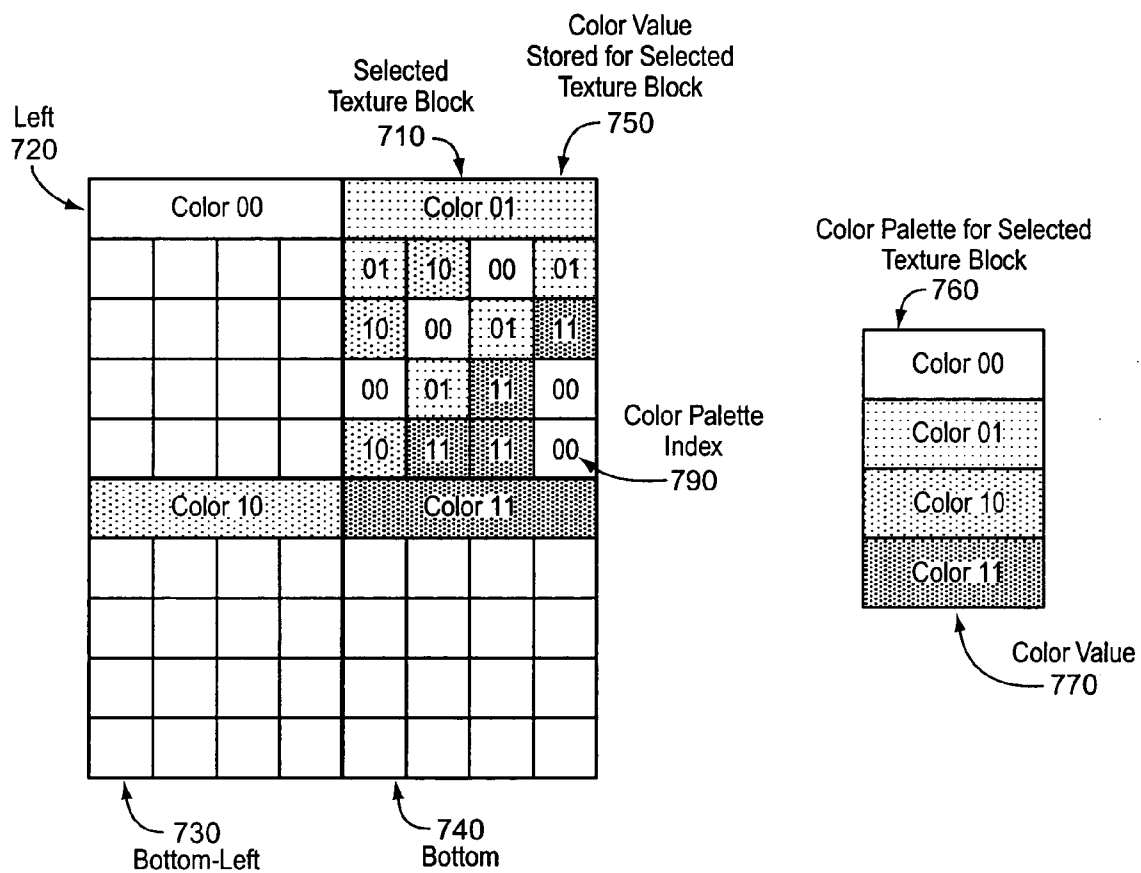 Color Value
Stored for Selected
Texture Block
750
Selected
Texture Block
710
Left
720
Color 00
Color 01
01 10 00 01
10 00 01 11
00 01 11 00
10 11 11 00
Color 10
Color 11
Color Palette
Index
790
730
Bottom-Left
740
Bottom
Color Palette for Selected
Texture Block
760
Color 00
Color 01
Color 10
Color 11
Color Value
770